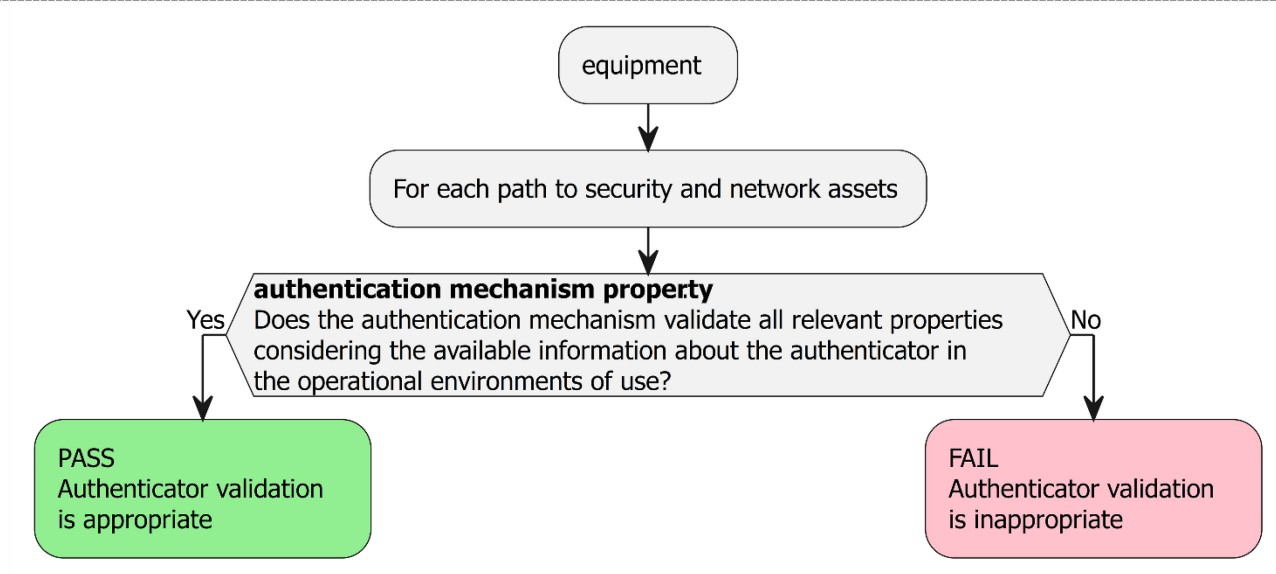 equipment
For each path to security and network assets
authentication mechanism property
Yes
Does the authentication mechanism validate all relevant properties
No
considering the available information about the authenticator in
the operational environments of use?
PASS
Authenticator validation
is appropriate
FAIL
Authenticator validation
is inappropriate